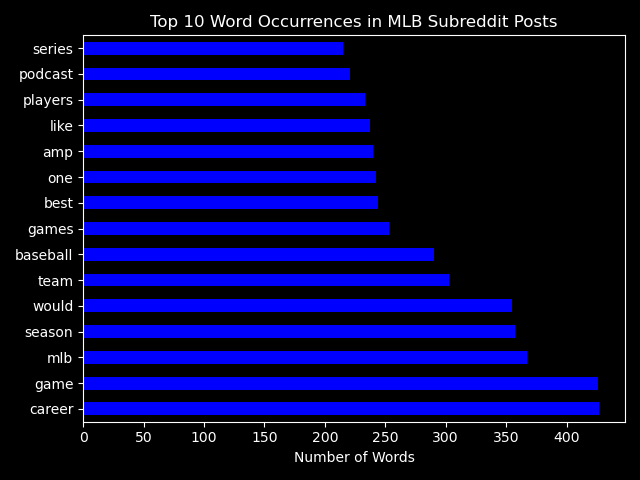 Top 10 Word Occurrences in MLB Subreddit Posts
series
podcast
players
like
amp
one
best
games
baseball
team
would
season
mlb
game
career
0 50 100 150 200 250 300 350 400
Number of Words